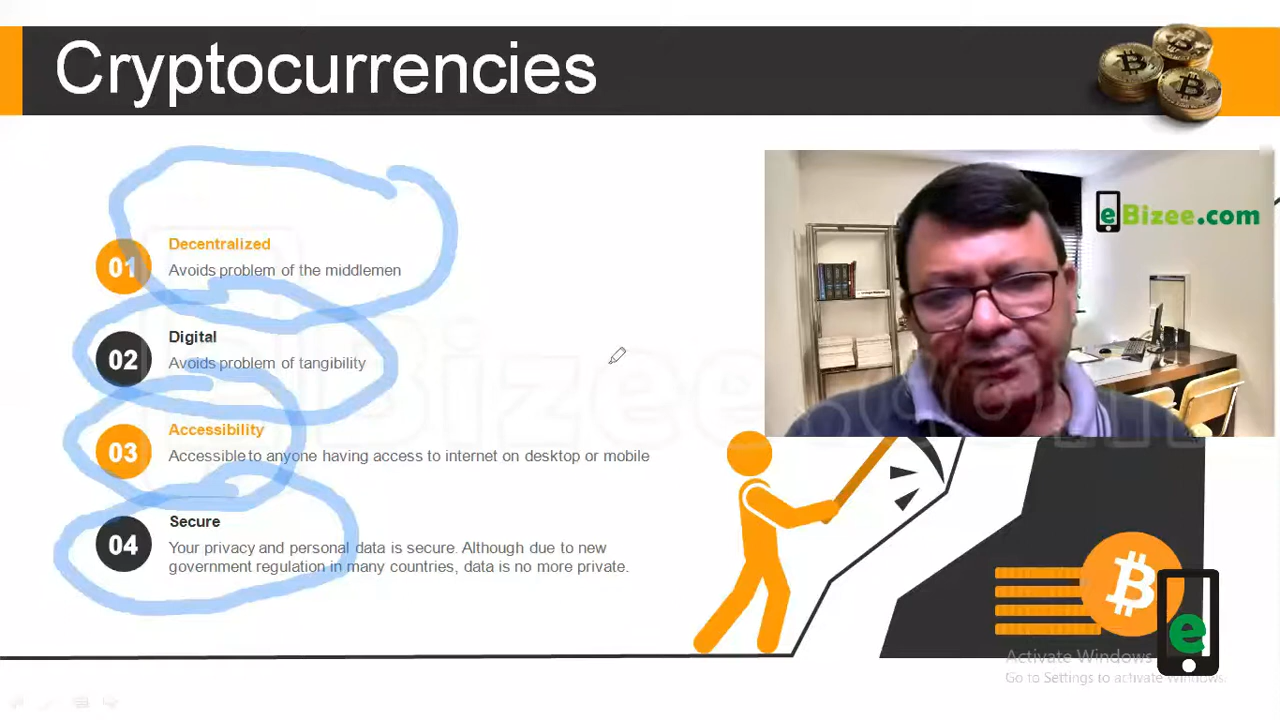 Cryptocurrencies
eBizee.com
01
Decentralized
Avoids problem of the middlemen
02
Digital
Avoids problem of tangibility
03
Accessibility
Accessible to anyone having access to internet on desktop or mobile
04
Secure
Your privacy and personal data is secure. Although due to new
government regulation in many countries, data is no more private.
eBizee.com
e
Activate Windows
Go to Settings to activate Windows.